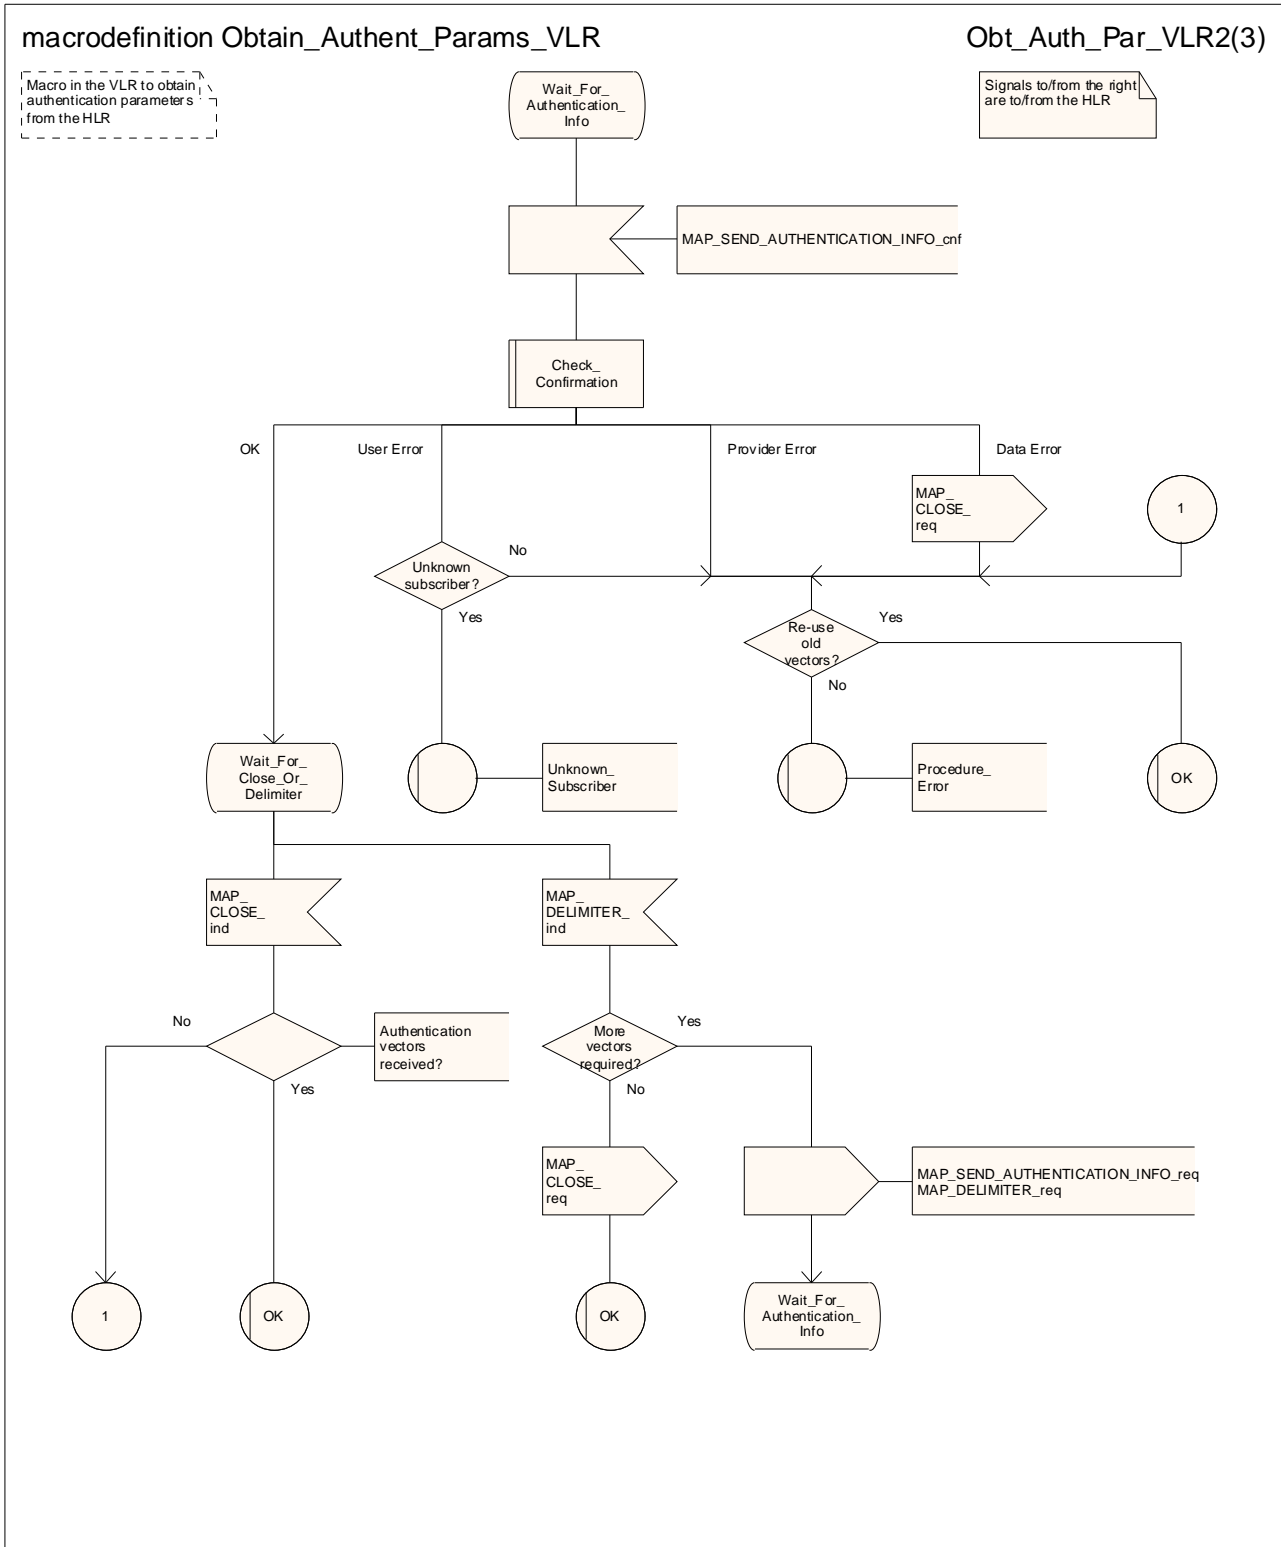 macrodefinition Obtain_Authent_Params_VLR
Obt_Auth_Par_VLR2(3)
Macro in the VLR to obtain
authentication parameters
from the HLR
Wait_For_
Authentication_
Info
Signals to/from the right
are to/from the HLR
MAP_SEND_AUTHENTICATION_INFO_cnf
Check_
Confirmation
OK
User Error
Provider Error
Data Error
MAP_
CLOSE_
req
1
No
Unknown
subscriber?
Yes
Re-use
old
vectors?
Yes
No
Wait_For_
Close_Or_
Delimiter
Unknown_
Subscriber
Procedure_
Error
OK
MAP_
CLOSE_
ind
MAP_
DELIMITER_
ind
No
Authentication
vectors
received?
Yes
More
vectors
required?
Yes
No
MAP_
CLOSE_
req
MAP_SEND_AUTHENTICATION_INFO_req
MAP_DELIMITER_req
1
OK
OK
Wait_For_
Authentication_
Info